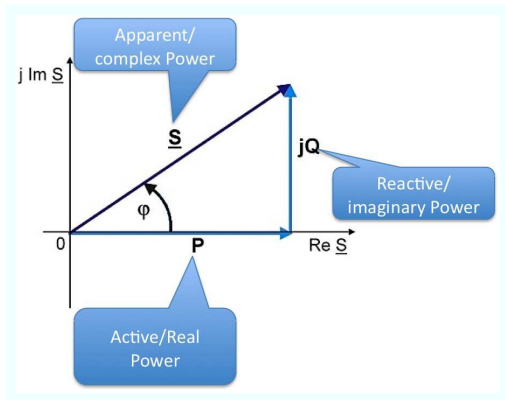 Apparent/
complex Power
j Im S
S
jQ
Reactive/
imaginary Power
φ
0
P
Re S
Active/Real
Power